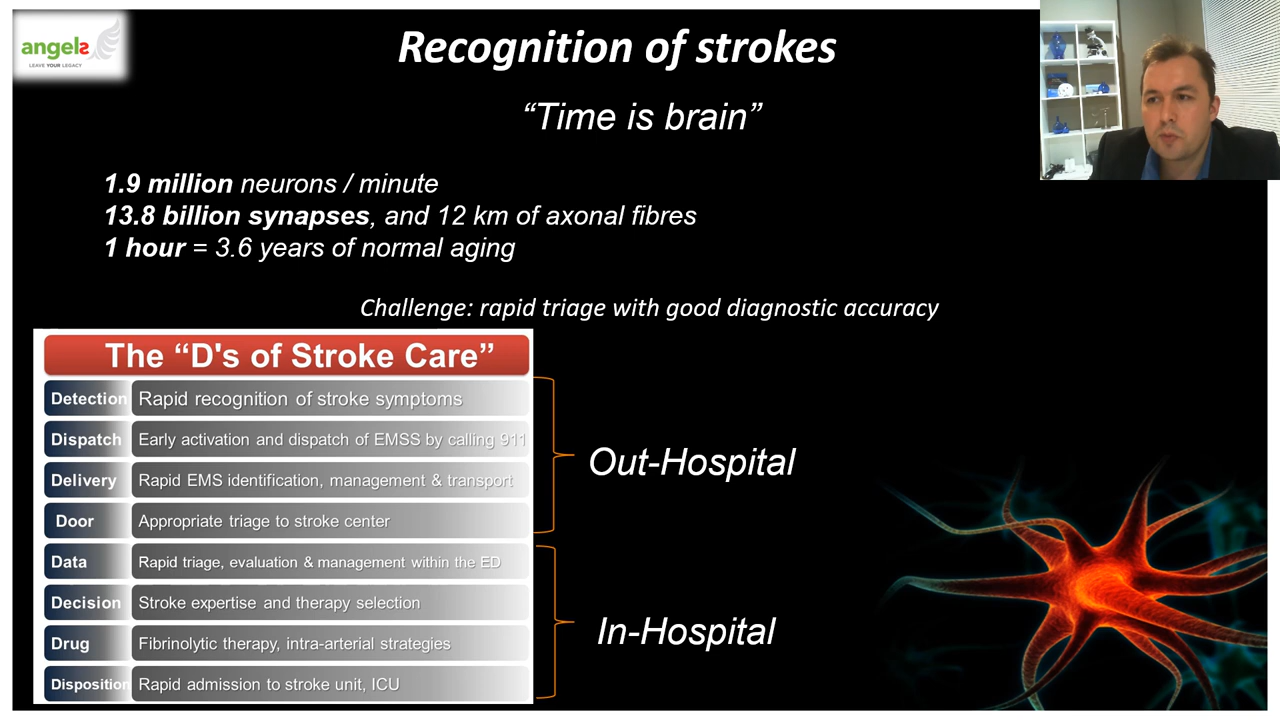 angels
LEAVE YOUR LEGACY
Recognition of strokes
“Time is brain”
1.9 million neurons / minute
13.8 billion synapses, and 12 km of axonal fibres
1 hour = 3.6 years of normal aging
Challenge: rapid triage with good diagnostic accuracy
The “D's of Stroke Care”
Detection Rapid recognition of stroke symptoms
Dispatch Early activation and dispatch of EMSS by calling 911
Delivery Rapid EMS identification, management & transport
Door Appropriate triage to stroke center
Out-Hospital
Data Rapid triage, evaluation & management within the ED
Decision Stroke expertise and therapy selection
Drug Fibrinolytic therapy, intra-arterial strategies
Disposition Rapid admission to stroke unit, ICU
In-Hospital